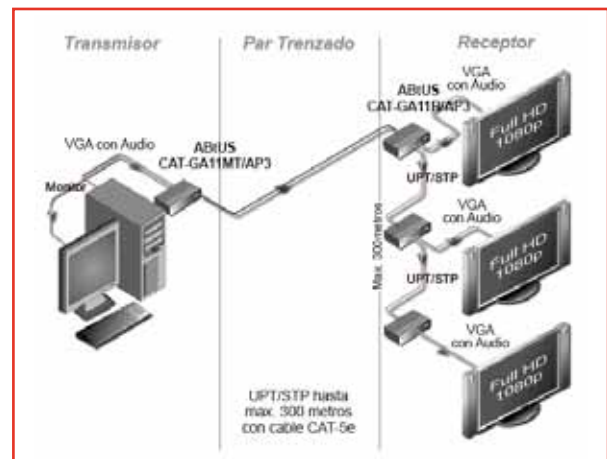 Transmisor
Par Trenzado
Receptor
VGA
con Audio
ABtUS
CAT-GA11R/AP3
Full HD
1080p
VGA con Audio
ABtUS
CAT-GA11MT/AP3
Monitor
UPT/STP
VGA
con Audio
Max. 300 metros
Full HD
1080p
UPT/STP
VGA
con Audio
Full HD
1080p
UPT/STP hasta
max. 300 metros
con cable CAT-5e